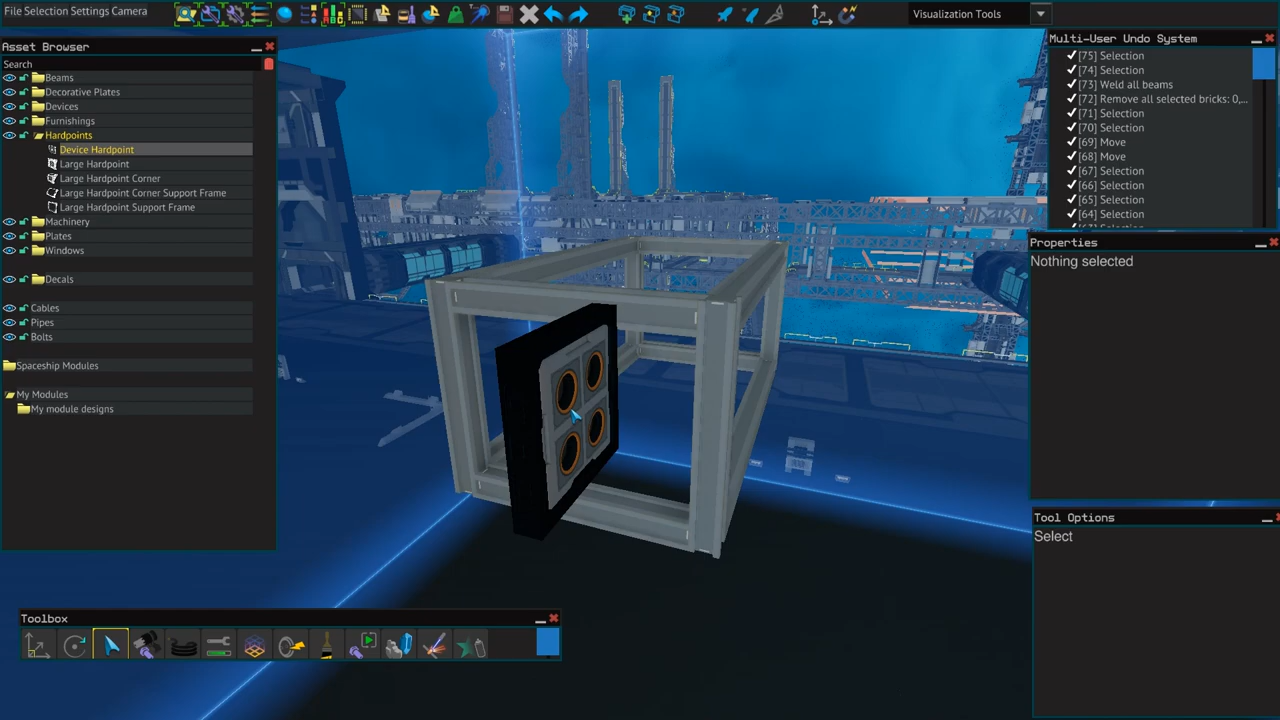 File Selection Settings Camera
Visualization Tools
Asset Browser
Search
Beams
Decorative Plates
Devices
Furnishings
Hardpoints
Device Hardpoint
Large Hardpoint
Large Hardpoint Corner
Large Hardpoint Corner Support Frame
Large Hardpoint Support Frame
Machinery
Plates
Windows
Decals
Cables
Pipes
Bolts
Spaceship Modules
My Modules
My module designs
Multi-User Undo System
[75] Selection
[74] Selection
[73] Weld all beams
[72] Remove all selected bricks: 0,...
[71] Selection
[70] Selection
[69] Move
[68] Move
[67] Selection
[66] Selection
[65] Selection
[64] Selection
Properties
Nothing selected
Tool Options
Select
Toolbox